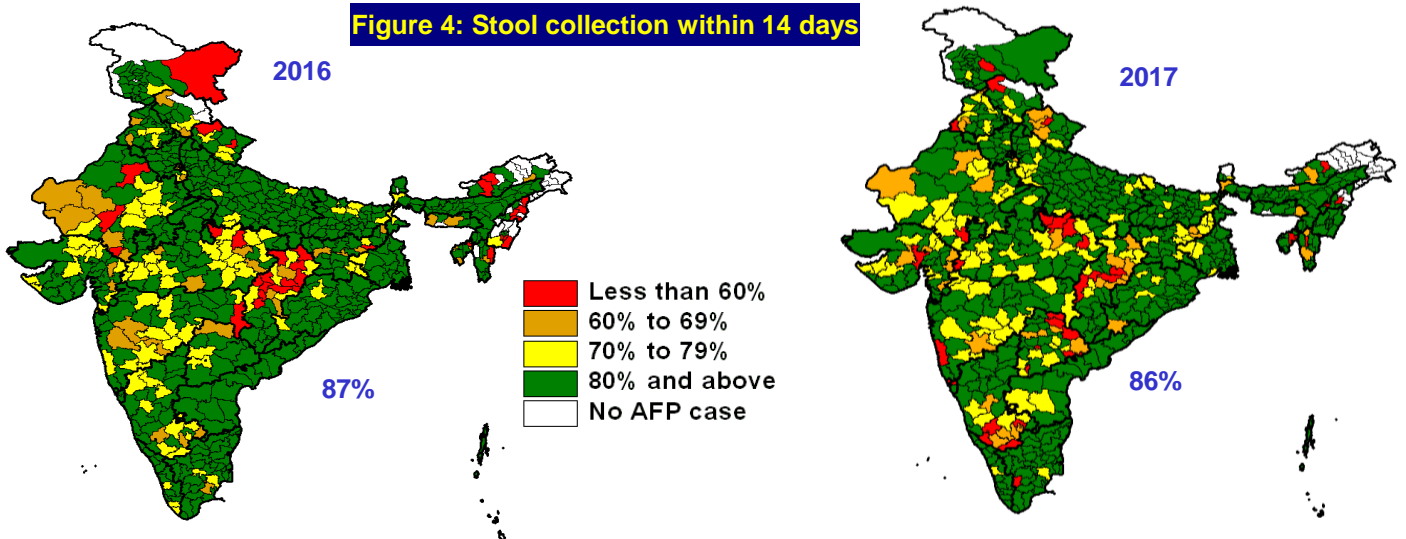 Figure 4: Stool collection within 14 days
2016
2017
Less than 60%
60% to 69%
70% to 79%
80% and above
No AFP case
87%
86%